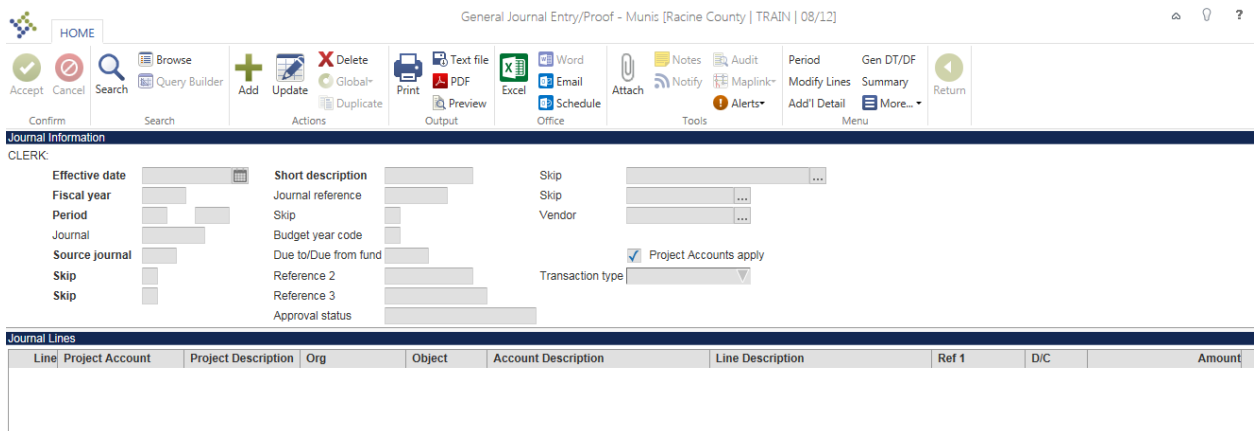 General Journal Entry/Proof - Munis [Racine County | TRAIN | 08/12]
?
HOME
Accept
Cancel
Search
Browse
Query Builder
Add
Update
Delete
Global
Duplicate
Print
Text file
PDF
Preview
Excel
Word
Email
Schedule
Attach
Notes
Notify
Audit
Maplink
Alerts
Period
Modify Lines
Add'l Detail
Gen DT/DF
Summary
More...
Return
Confirm
Search
Actions
Output
Office
Tools
Menu
Journal Information
CLERK:
Effective date
Fiscal year
Period
Journal
Source journal
Skip
Skip
Short description
Journal reference
Skip
Budget year code
Due to/Due from fund
Reference 2
Reference 3
Approval status
Skip ...
Skip ...
Vendor ...
Project Accounts apply
Transaction type
Journal Lines
Line Project Account Project Description Org Object Account Description Line Description Ref 1 D/C Amount